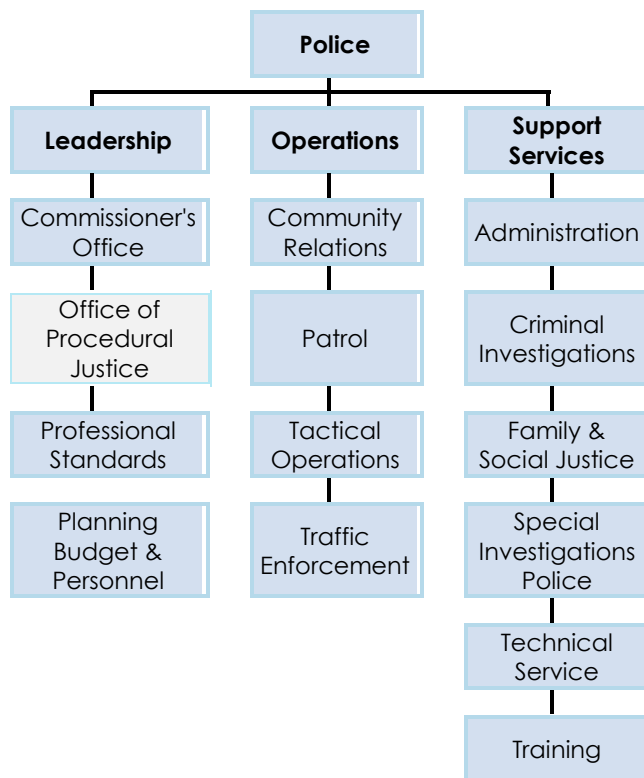 Police
Leadership
Commissioner's
Office
Office of
Procedural
Justice
Professional
Standards
Planning
Budget &
Personnel
Operations
Community
Relations
Patrol
Tactical
Operations
Traffic
Enforcement
Support
Services
Administration
Criminal
Investigations
Family &
Social Justice
Special
Investigations
Police
Technical
Service
Training